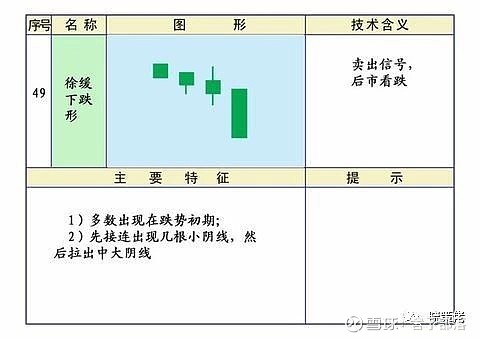 序号 名称 图形 技术含义
49
徐缓
下跌
形
卖出信号，
后市看跌
主要特征 提示
1）多数出现在跌势初期；
2）先接连出现几根小阴线，然
后拉出中大阴线
雪球